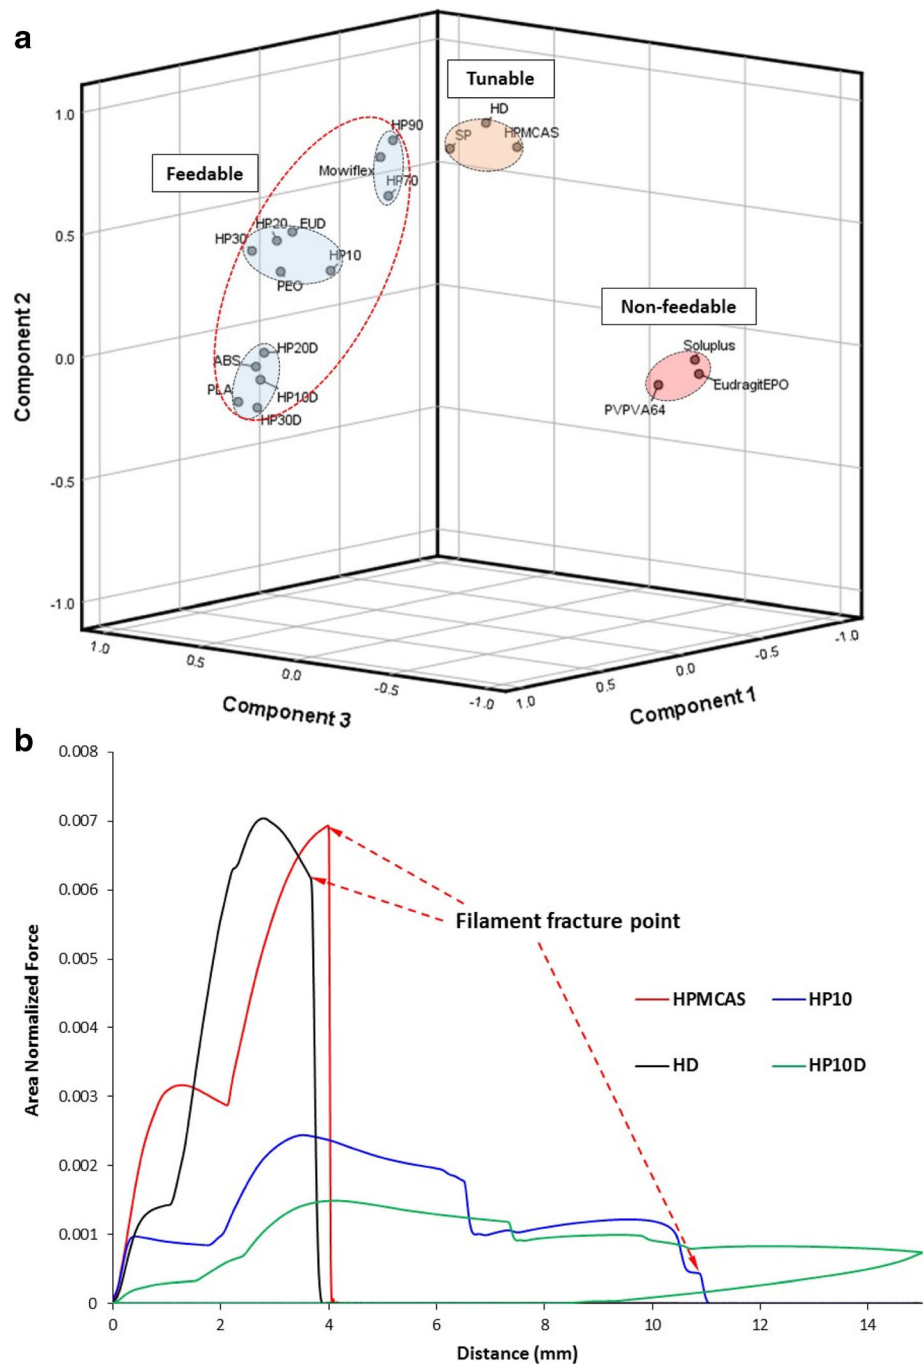 a
Tunable
HD
HP90
SP
HPMCAS
1.0
Feedable
Mowiflex
HP70
HP20
EUD
0.5
HP30
HP10
PEO
Non-feedable
Component 2
0.0
HP20D
Soluplus
ABS
EudragitEPO
PLA
HP10D
PVPVA64
HP30D
-0.5
-1.0
1.0
0.5
0.0
-0.5
-1.0
1.0
0.5
0.0
-0.5
-1.0
Component 3
Component 1
b
0.008
0.007
0.006
0.005
0.004
0.003
0.002
0.001
0
Area Normalized Force
Filament fracture point
HPMCAS
HP10
HD
HP10D
0 2 4 6 8 10 12 14
Distance (mm)